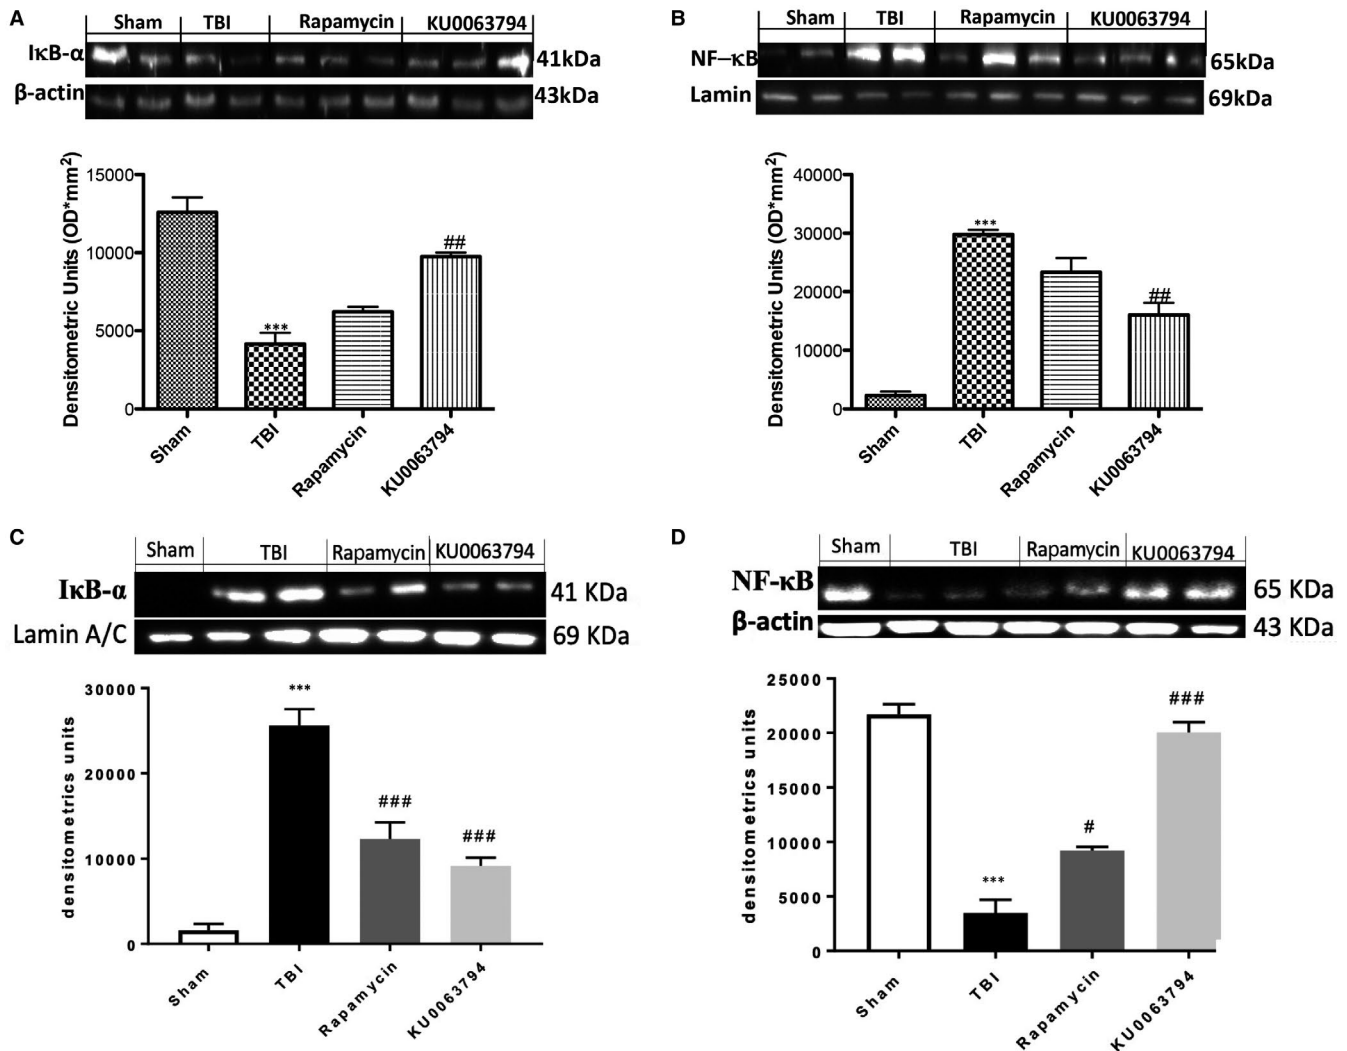 A
Sham TBI Rapamycin KU0063794
IκB-α 41kDa
β-actin 43kDa
Densitometric Units (OD*mm²)
15000
10000
5000
0
***
##
Sham TBI Rapamycin KU0063794
B
Sham TBI Rapamycin KU0063794
NF–κB 65kDa
Lamin 69kDa
Densitometric Units (OD*mm²)
40000
30000
20000
10000
0
***
##
Sham TBI Rapamycin KU0063794
C
Sham TBI Rapamycin KU0063794
IκB-α 41 KDa
Lamin A/C 69 KDa
densitometrics units
30000
20000
10000
0
***
###
###
Sham TBI Rapamycin KU0063794
D
Sham TBI Rapamycin KU0063794
NF-κB 65 KDa
β-actin 43 KDa
densitometrics units
25000
20000
15000
10000
5000
0
***
#
###
Sham TBI Rapamycin KU0063794